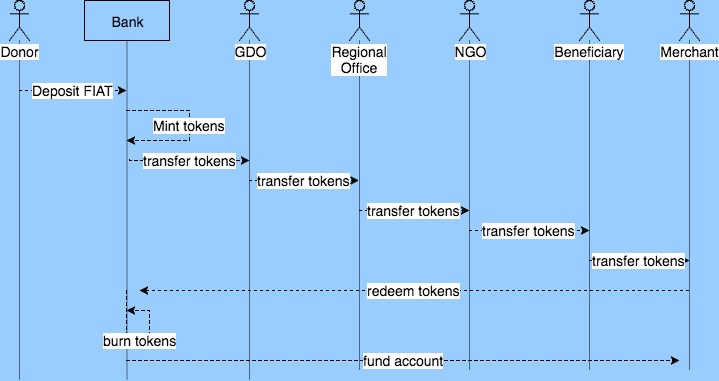 Donor
Bank
GDO
Regional
Office
NGO
Beneficiary
Merchant
Deposit FIAT
Mint tokens
transfer tokens
transfer tokens
transfer tokens
transfer tokens
transfer tokens
redeem tokens
burn tokens
fund account